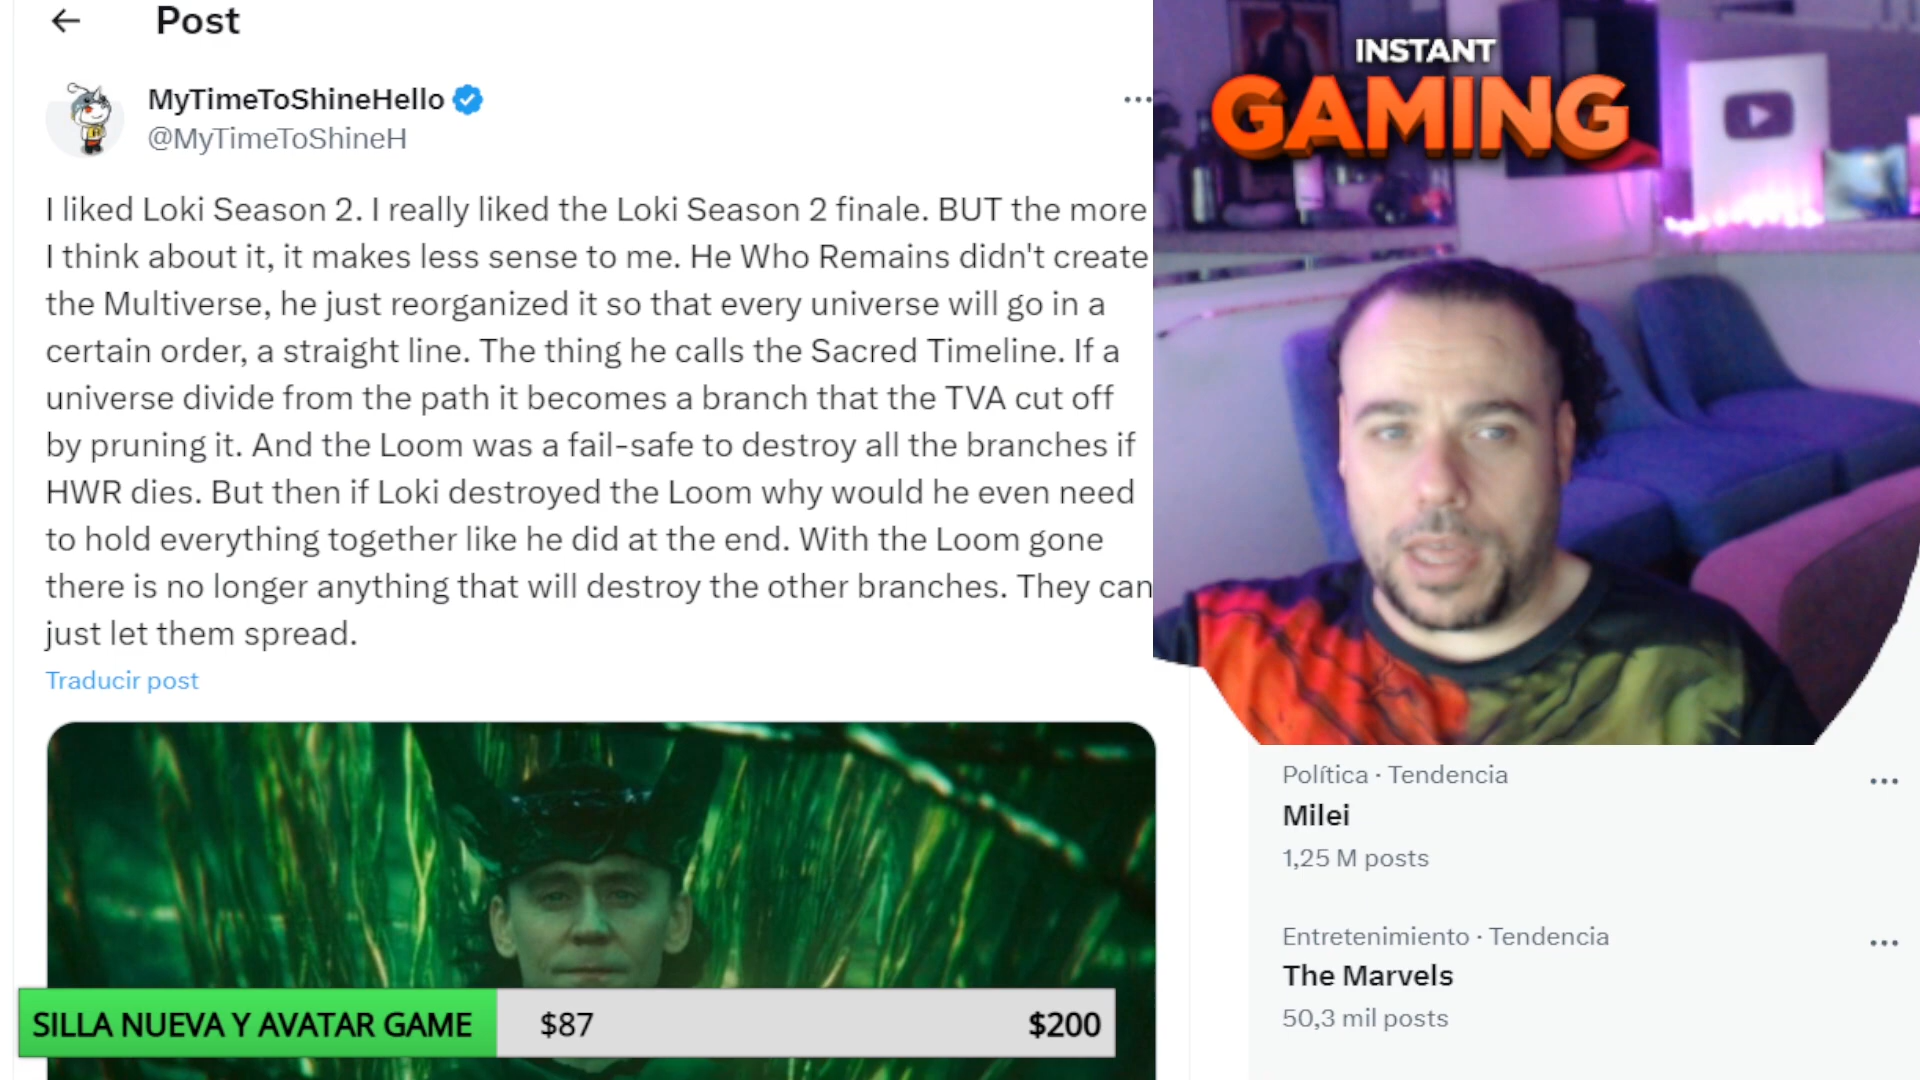 Post
MyTimeToShineHello
@MyTimeToShineH
I liked Loki Season 2. I really liked the Loki Season 2 finale. BUT the more
I think about it, it makes less sense to me. He Who Remains didn't create
the Multiverse, he just reorganized it so that every universe will go in a
certain order, a straight line. The thing he calls the Sacred Timeline. If a
universe divide from the path it becomes a branch that the TVA cut off
by pruning it. And the Loom was a fail-safe to destroy all the branches if
HWR dies. But then if Loki destroyed the Loom why would he even need
to hold everything together like he did at the end. With the Loom gone
there is no longer anything that will destroy the other branches. They can
just let them spread.
Traducir post
SILLA NUEVA Y AVATAR GAME $87 $200
INSTANT
GAMING
Política · Tendencia
Milei
1,25 M posts
Entretenimiento · Tendencia
The Marvels
50,3 mil posts